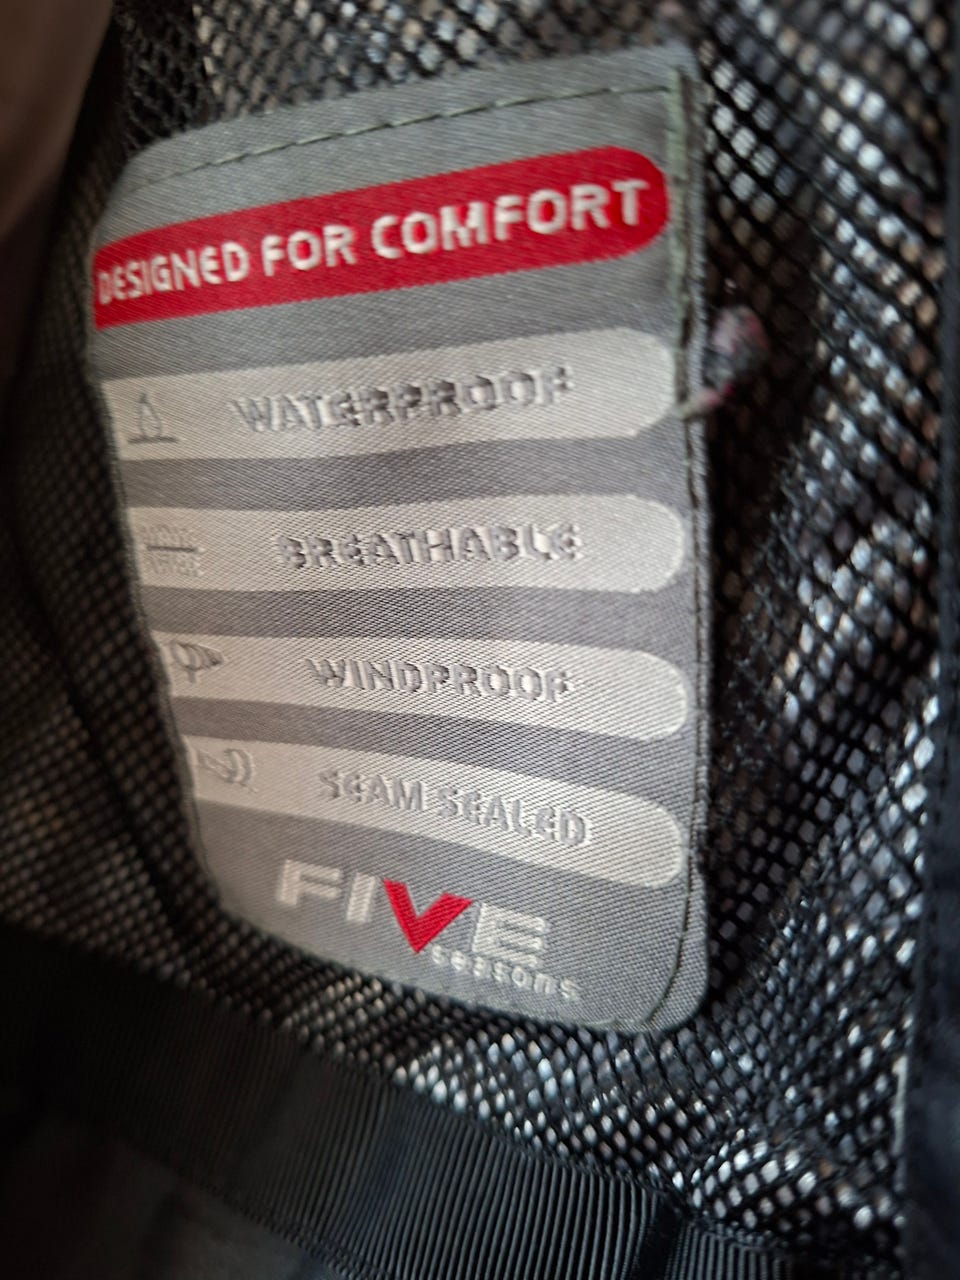 DESIGNED FOR COMFORT
WATERPROOF
BREATHABLE
WINDPROOF
SEAM SEALED
FIVE
seasons